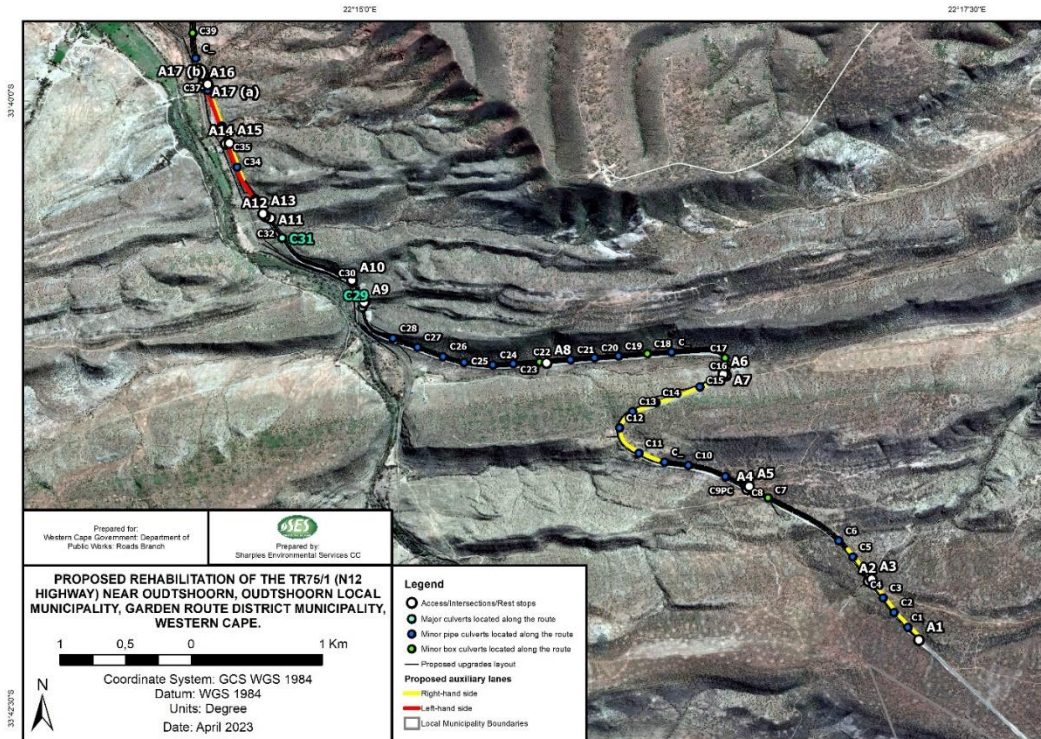 22°15'0"E
22°17'30"E
33°40'0"S
33°42'30"S
C39
C_
A17 (b)
A16
C37
A17 (a)
A14
A15
C35
C34
A12
A13
A11
C32
C31
C30
A10
C29
A9
C28
C27
C26
C25
C24
C23
C22
A8
C21
C20
C19
C18
C_
C17
A6
C16
A7
C15
C14
C13
C12
C11
C_
C10
A4
A5
C9PC
C8
C7
C6
C5
A2
A3
C4
C3
C2
C1
A1
Prepared for:
Western Cape Government: Department of
Public Works: Roads Branch
SES
Prepared by:
Sharples Environmental Services CC
PROPOSED REHABILITATION OF THE TR75/1 (N12
HIGHWAY) NEAR OUDTSHOORN, OUDTSHOORN LOCAL
MUNICIPALITY, GARDEN ROUTE DISTRICT MUNICIPALITY,
WESTERN CAPE.
1 0,5 0 1 Km
N
Coordinate System: GCS WGS 1984
Datum: WGS 1984
Units: Degree
Date: April 2023
Legend
Access/Intersections/Rest stops
Major culverts located along the route
Minor pipe culverts located along the route
Minor box culverts located along the route
Proposed upgrades layout
Proposed auxiliary lanes
Right-hand side
Left-hand side
Local Municipality Boundaries